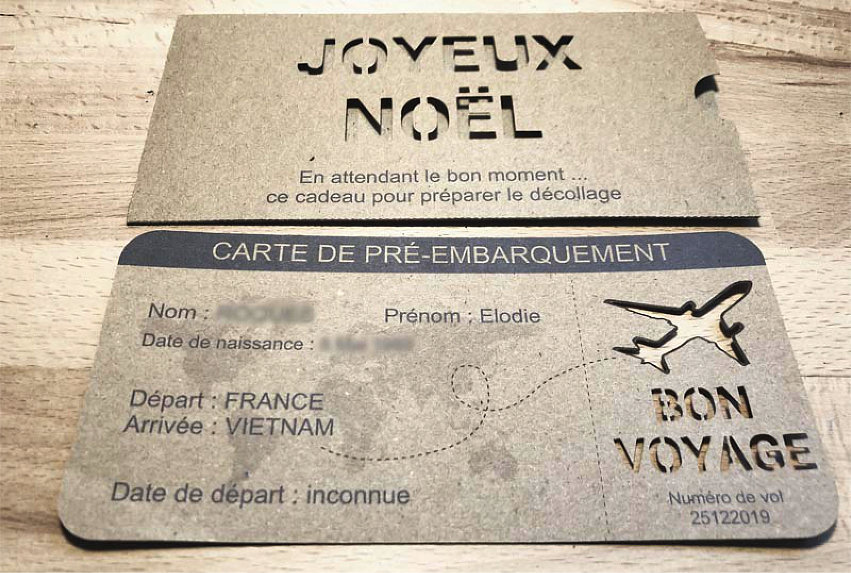 JOYEUX
NOËL
En attendant le bon moment ...
ce cadeau pour préparer le décollage
CARTE DE PRÉ-EMBARQUEMENT
Nom :
Prénom : Elodie
Date de naissance :
Départ : FRANCE
Arrivée : VIETNAM
Date de départ : inconnue
BON
VOYAGE
Numéro de vol
25122019